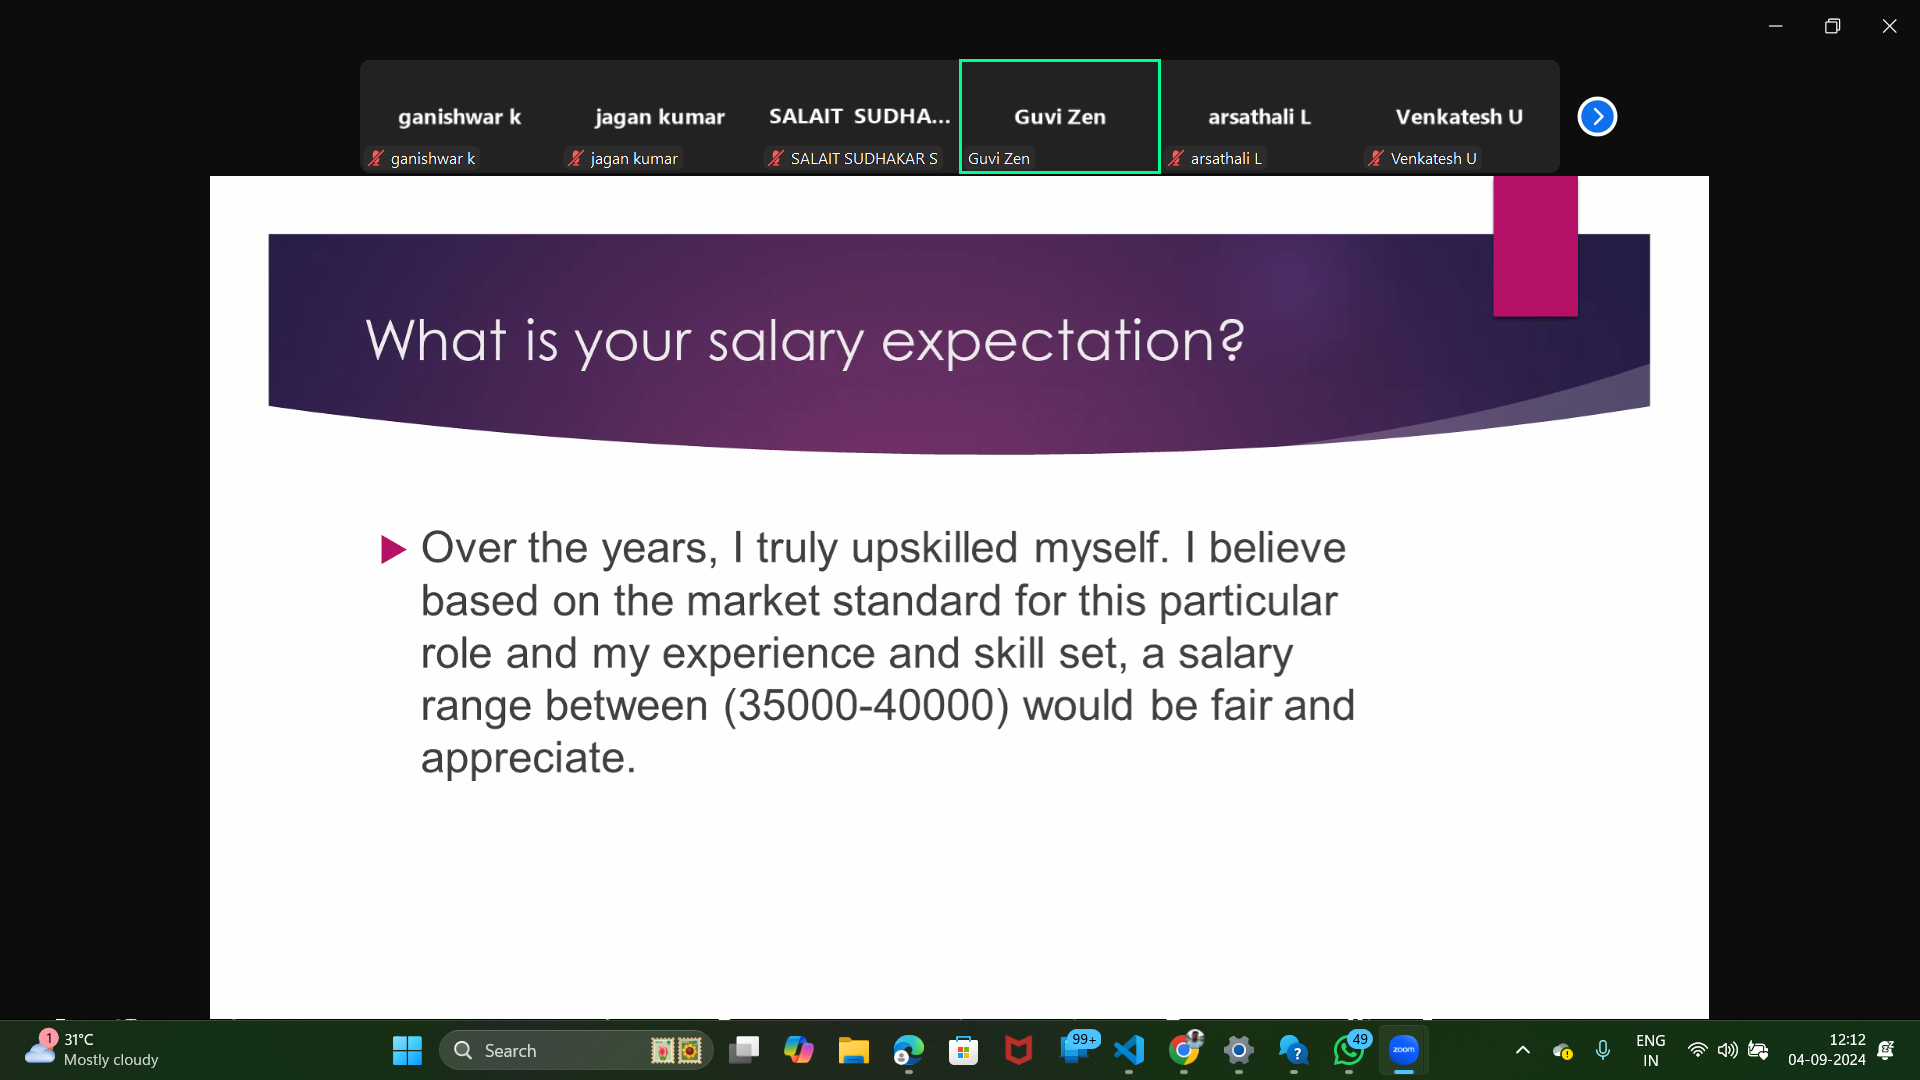 ganishwar k
jagan kumar
SALAIT SUDHA...
Guvi Zen
arsathali L
Venkatesh U
ganishwar k
jagan kumar
SALAIT SUDHAKAR S
Guvi Zen
arsathali L
Venkatesh U
What is your salary expectation?
Over the years, I truly upskilled myself. I believe
based on the market standard for this particular
role and my experience and skill set, a salary
range between (35000-40000) would be fair and
appreciate.
1
31°C
Mostly cloudy
Search
99+
49
zoom
ENG
IN
12:12
04-09-2024